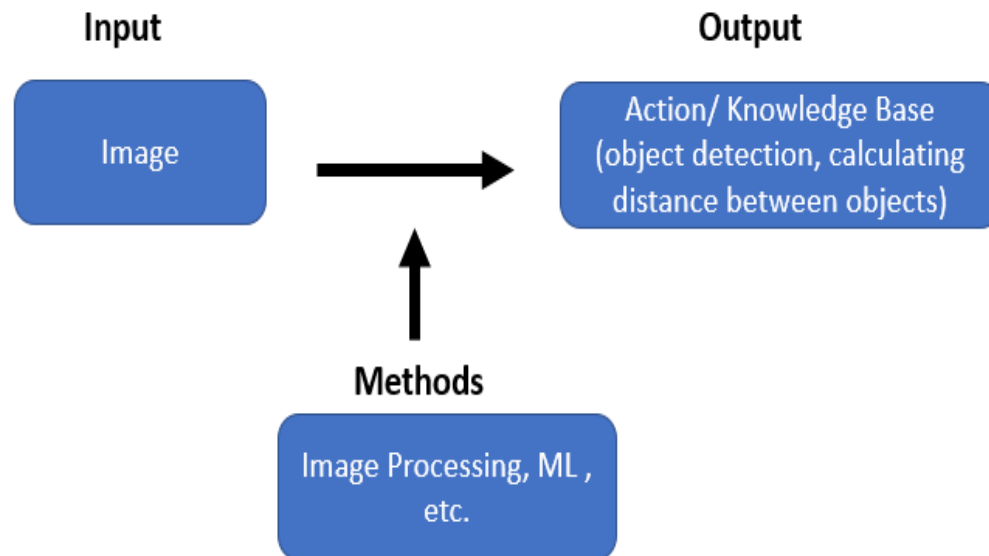 Input
Output
Image
Action/ Knowledge Base
(object detection, calculating
distance between objects)
Methods
Image Processing, ML ,
etc.